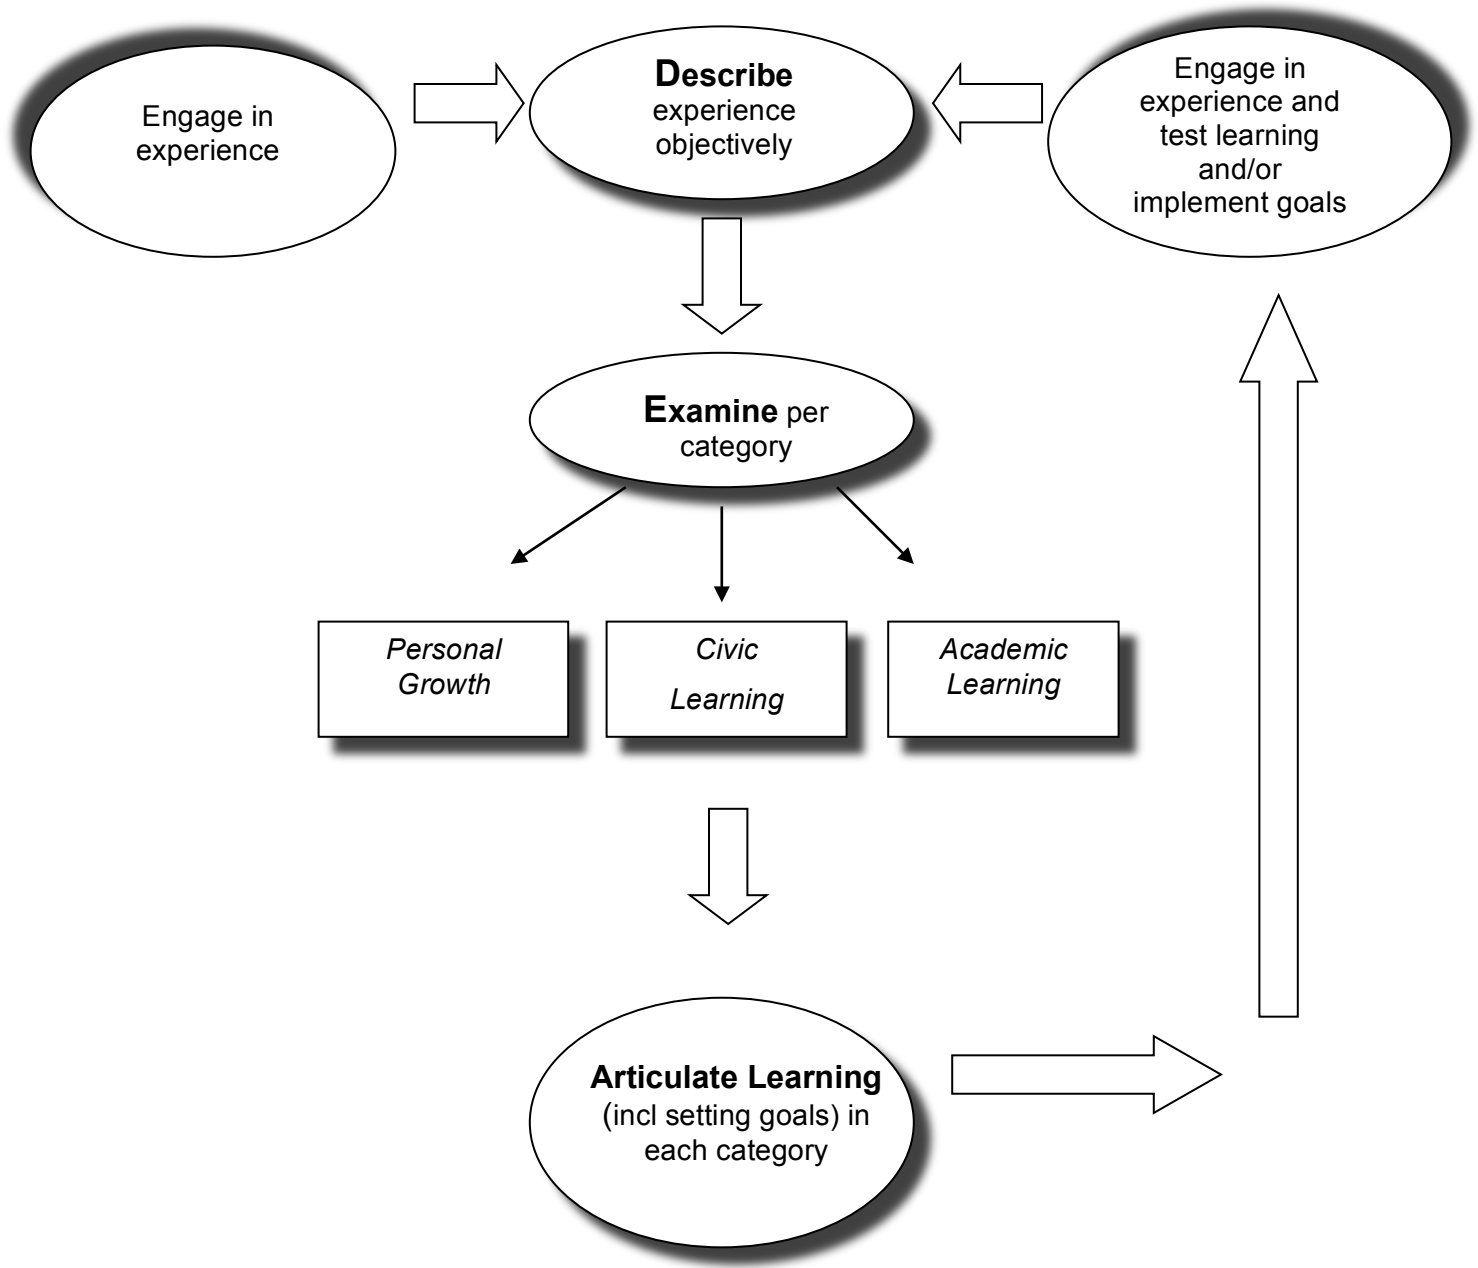 Engage in
experience
Describe
experience
objectively
Engage in
experience and
test learning
and/or
implement goals
Examine per
category
Personal
Growth
Civic
Learning
Academic
Learning
Articulate Learning
(incl setting goals) in
each category